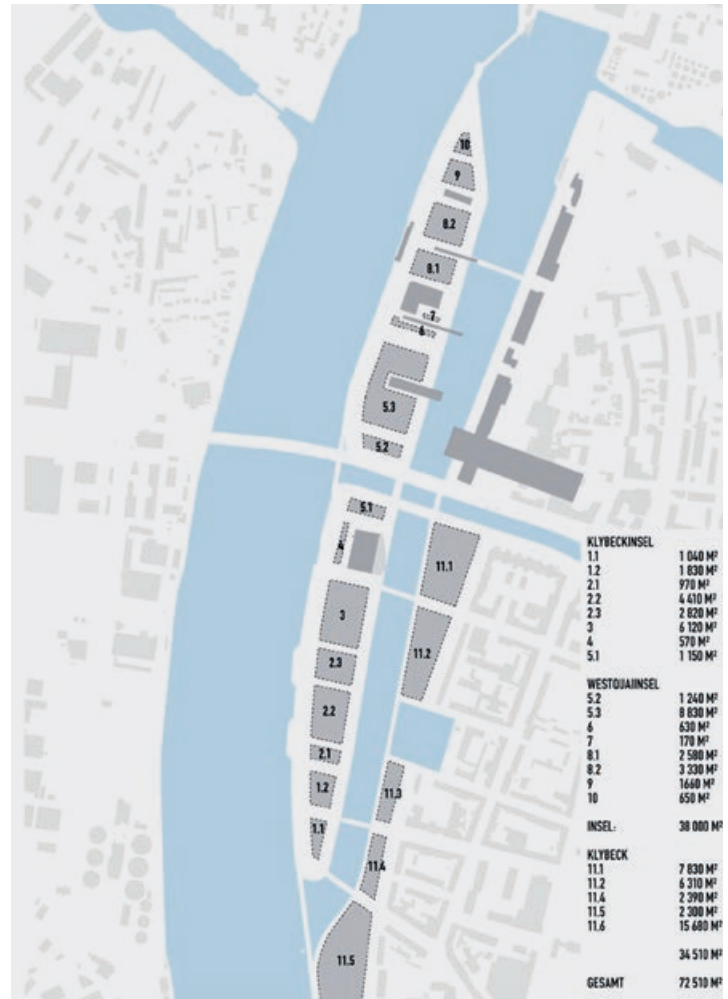 10
9
8.2
8.1
7
6
5.3
5.2
5.1
4
11.1
3
11.2
2.3
2.2
2.1
1.2
11.3
1.1
11.4
11.5
KLYBECKINSEL
1.1 1 040 M²
1.2 1 830 M²
2.1 970 M²
2.2 4 410 M²
2.3 2 820 M²
3 6 120 M²
4 570 M²
5.1 1 150 M²
WESTQUAIINSEL
5.2 1 240 M²
5.3 8 830 M²
6 630 M²
7 170 M²
8.1 2 580 M²
8.2 3 330 M²
9 1660 M²
10 650 M²
INSEL: 38 000 M²
KLYBECK
11.1 7 830 M²
11.2 6 310 M²
11.4 2 390 M²
11.5 2 300 M²
11.6 15 680 M²
34 510 M²
GESAMT 72 510 M²